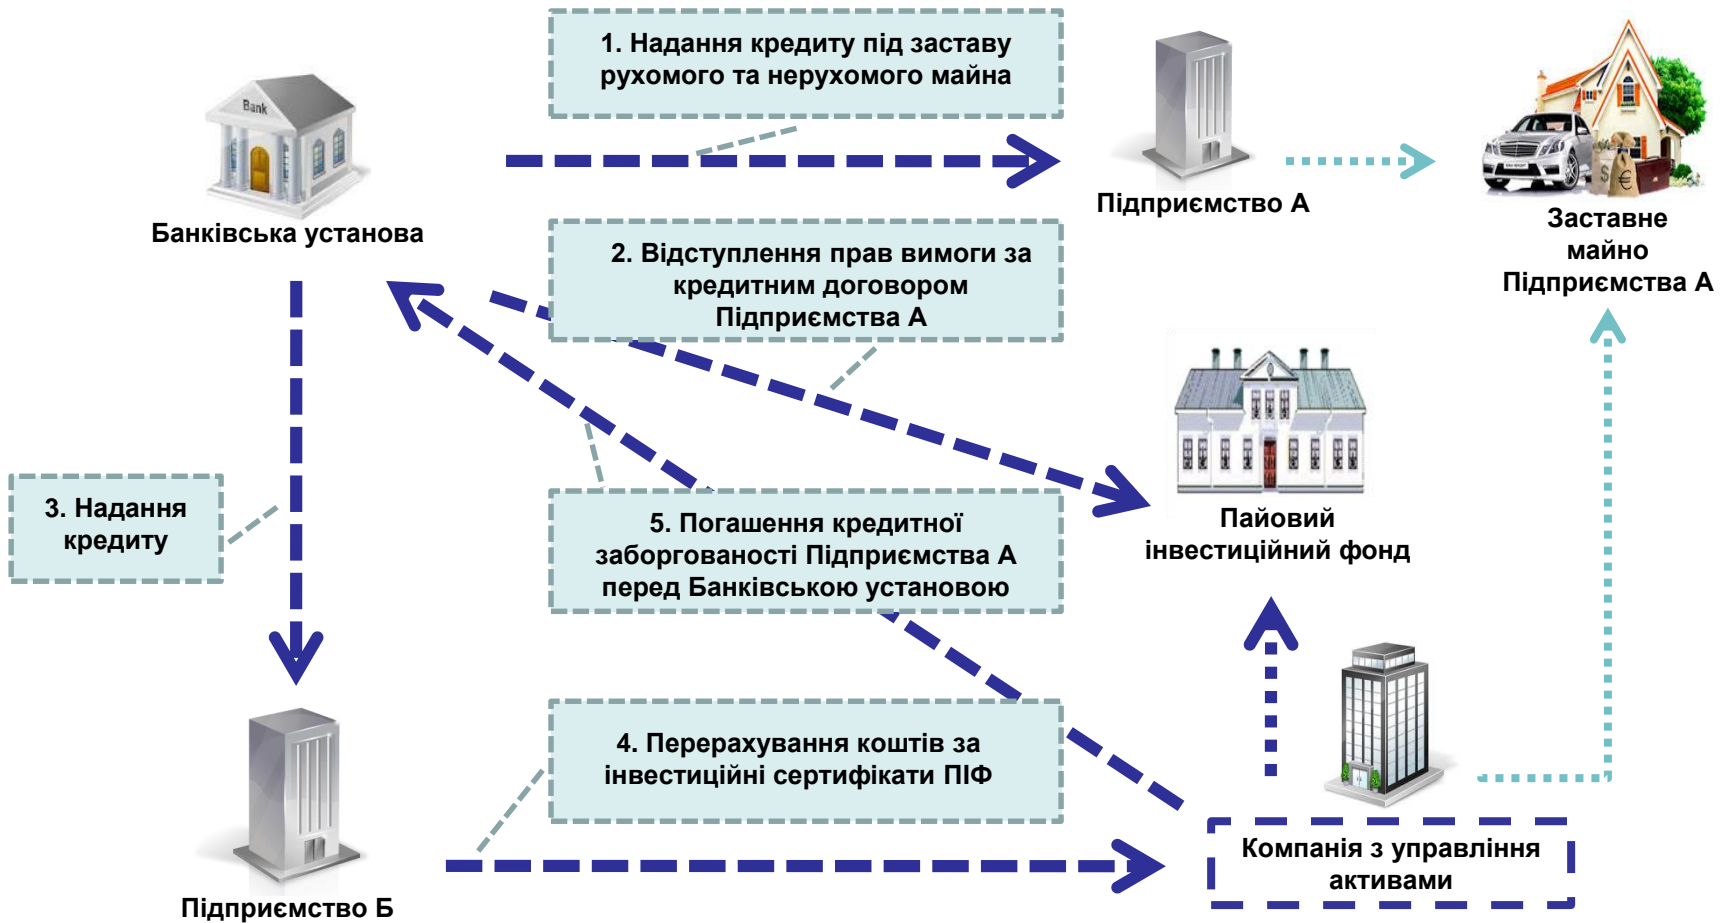 1. Надання кредиту під заставу
рухомого та нерухомого майна
Bank
Банківська установа
Підприємство А
Заставне
майно
Підприємства А
2. Відступлення прав вимоги за
кредитним договором
Підприємства А
3. Надання
кредиту
5. Погашення кредитної
заборгованості Підприємства А
перед Банківською установою
Пайовий
інвестиційний фонд
4. Перерахування коштів за
інвестиційні сертифікати ПІФ
Компанія з управління
активами
Підприємство Б